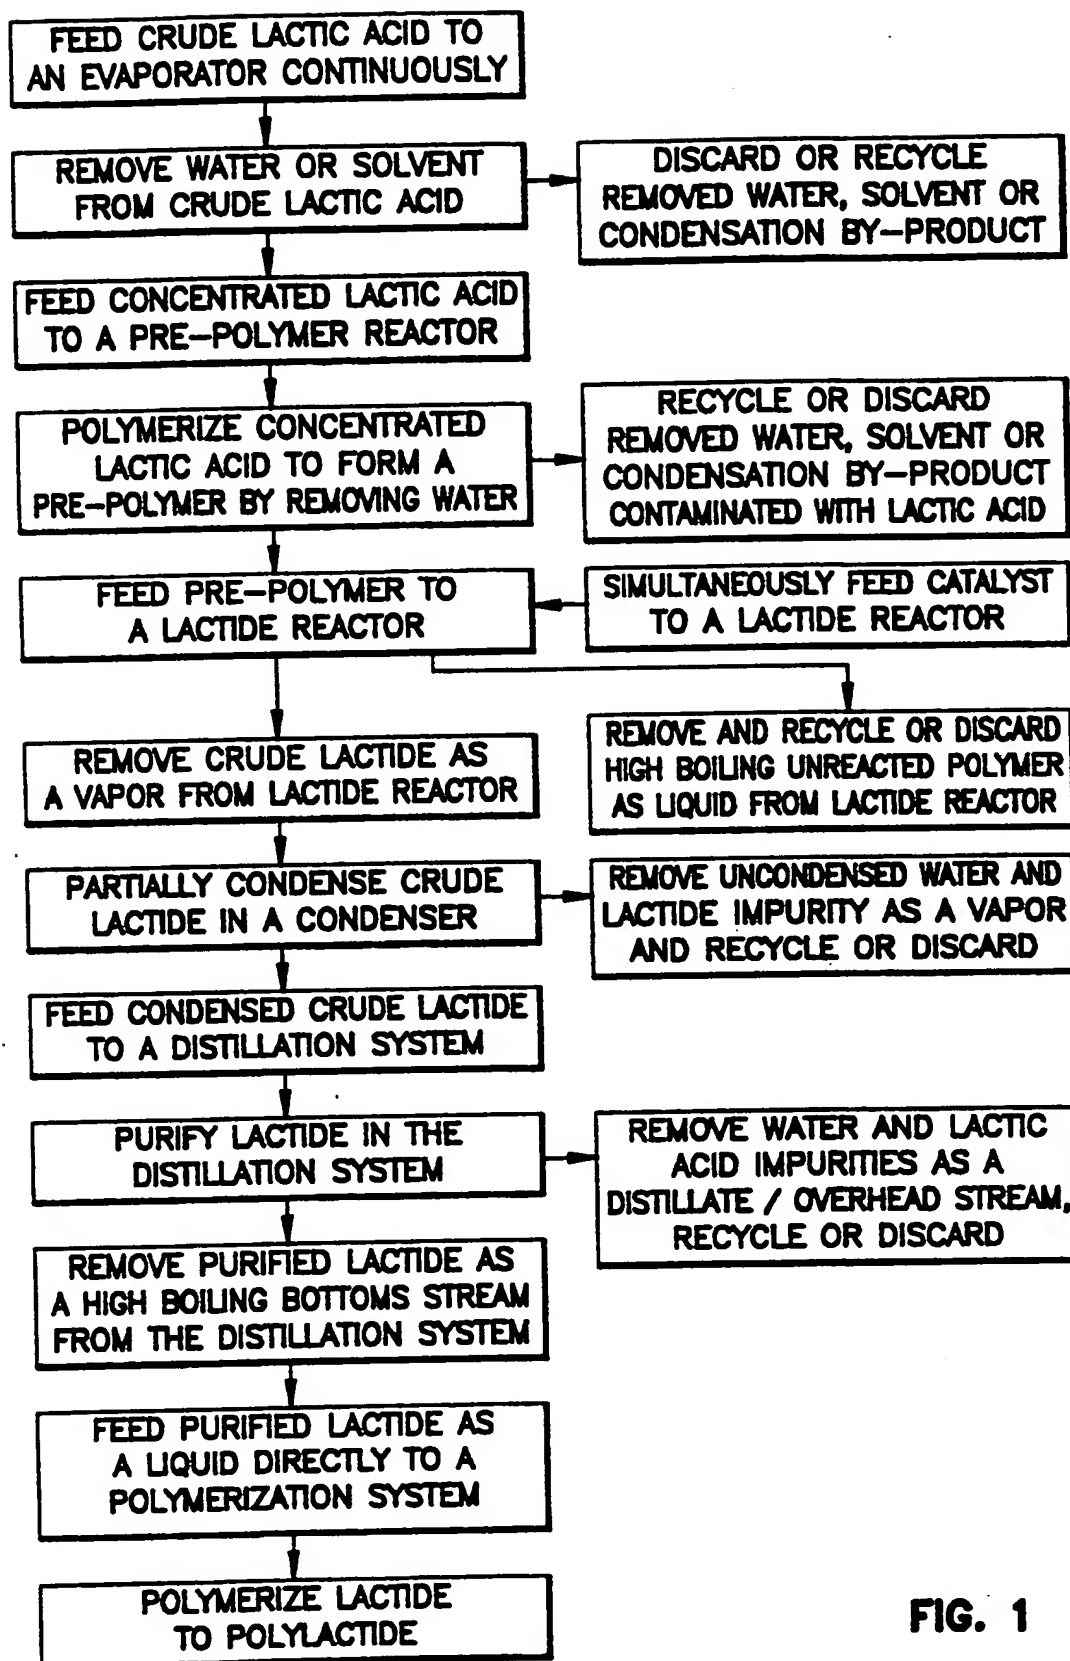 FEED CRUDE LACTIC ACID TO
AN EVAPORATOR CONTINUOUSLY
REMOVE WATER OR SOLVENT
FROM CRUDE LACTIC ACID
DISCARD OR RECYCLE
REMOVED WATER, SOLVENT OR
CONDENSATION BY-PRODUCT
FEED CONCENTRATED LACTIC ACID
TO A PRE-POLYMER REACTOR
POLYMERIZE CONCENTRATED
LACTIC ACID TO FORM A
PRE-POLYMER BY REMOVING WATER
RECYCLE OR DISCARD
REMOVED WATER, SOLVENT OR
CONDENSATION BY-PRODUCT
CONTAMINATED WITH LACTIC ACID
FEED PRE-POLYMER TO
A LACTIDE REACTOR
SIMULTANEOUSLY FEED CATALYST
TO A LACTIDE REACTOR
REMOVE CRUDE LACTIDE AS
A VAPOR FROM LACTIDE REACTOR
REMOVE AND RECYCLE OR DISCARD
HIGH BOILING UNREACTED POLYMER
AS LIQUID FROM LACTIDE REACTOR
PARTIALLY CONDENSE CRUDE
LACTIDE IN A CONDENSER
REMOVE UNCONDENSED WATER AND
LACTIDE IMPURITY AS A VAPOR
AND RECYCLE OR DISCARD
FEED CONDENSED CRUDE LACTIDE
TO A DISTILLATION SYSTEM
PURIFY LACTIDE IN THE
DISTILLATION SYSTEM
REMOVE WATER AND LACTIC
ACID IMPURITIES AS A
DISTILLATE / OVERHEAD STREAM,
RECYCLE OR DISCARD
REMOVE PURIFIED LACTIDE AS
A HIGH BOILING BOTTOMS STREAM
FROM THE DISTILLATION SYSTEM
FEED PURIFIED LACTIDE AS
A LIQUID DIRECTLY TO A
POLYMERIZATION SYSTEM
POLYMERIZE LACTIDE
TO POLYLACTIDE
FIG. 1